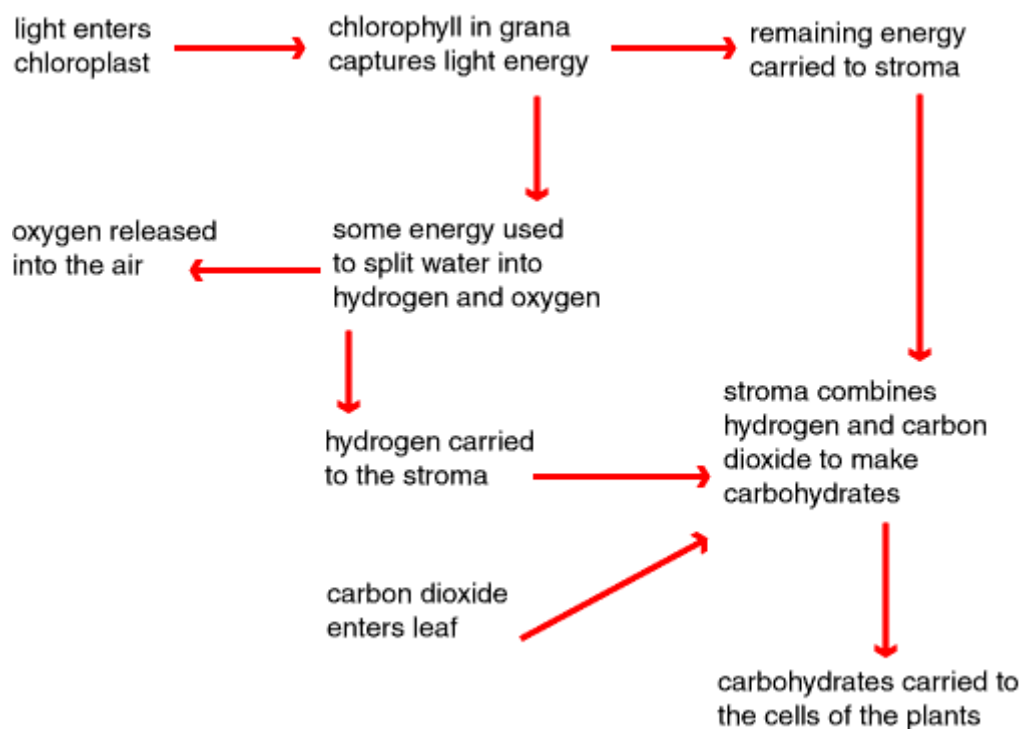 light enters
chloroplast
chlorophyll in grana
captures light energy
remaining energy
carried to stroma
oxygen released
into the air
some energy used
to split water into
hydrogen and oxygen
hydrogen carried
to the stroma
stroma combines
hydrogen and carbon
dioxide to make
carbohydrates
carbon dioxide
enters leaf
carbohydrates carried to
the cells of the plants